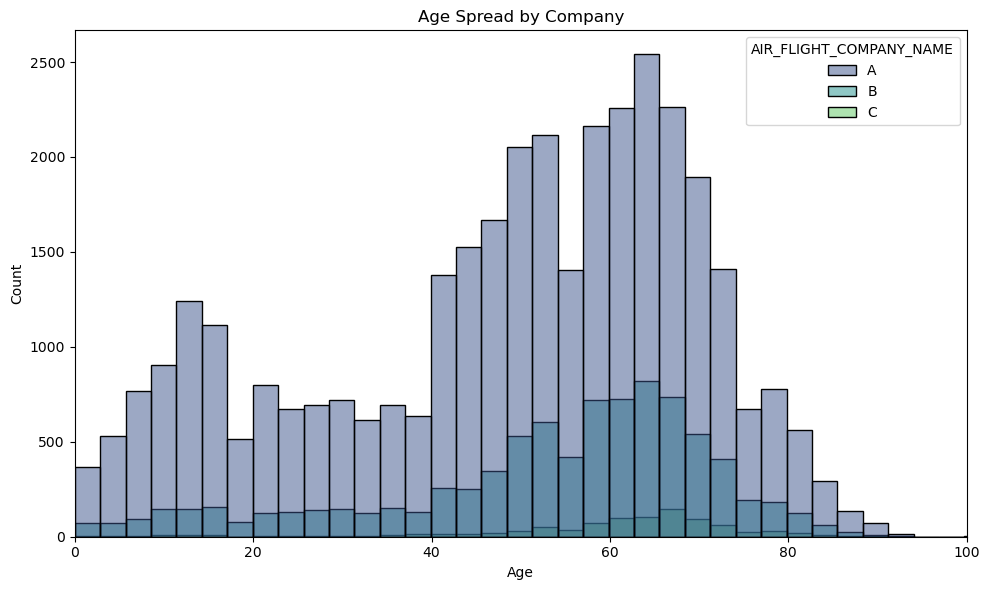 Age Spread by Company
AIR_FLIGHT_COMPANY_NAME
A
B
C
2500
2000
1500
1000
500
0
Count
0 20 40 60 80 100
Age